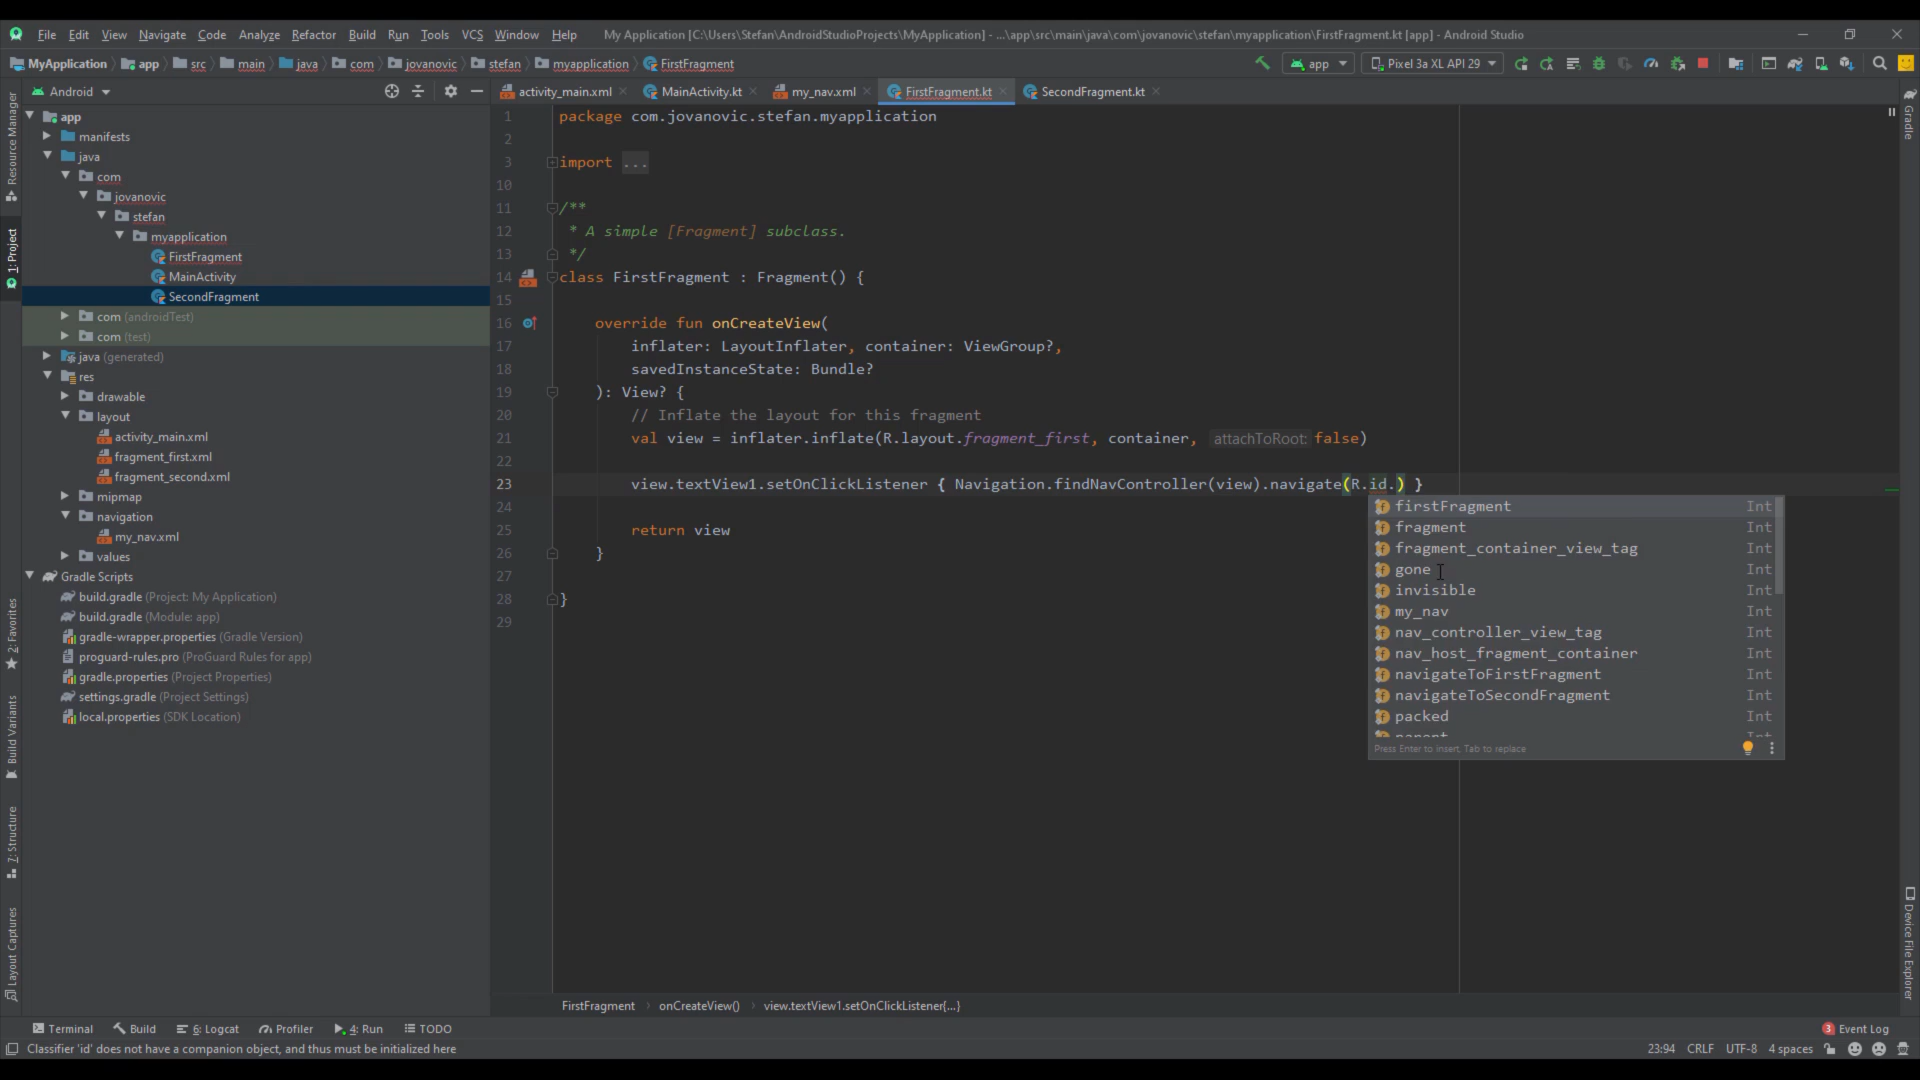 File Edit View Navigate Code Analyze Refactor Build Run Tools VCS Window Help My Application [C:\Users\Stefan\AndroidStudioProjects\MyApplication] - ...\app\src\main\java\com\jovanovic\stefan\myapplication\FirstFragment.kt [app] - Android Studio
MyApplication app src main java com jovanovic stefan myapplication FirstFragment app Pixel 3a XL API 29
Android
activity_main.xml MainActivity.kt my_nav.xml FirstFragment.kt SecondFragment.kt
Resource Manager
1: Project
2: Favorites
Build Variants
7: Structure
Layout Captures
app
manifests
java
com
jovanovic
stefan
myapplication
FirstFragment
MainActivity
SecondFragment
com (androidTest)
com (test)
java (generated)
res
drawable
layout
activity_main.xml
fragment_first.xml
fragment_second.xml
mipmap
navigation
my_nav.xml
values
Gradle Scripts
build.gradle (Project: My Application)
build.gradle (Module: app)
gradle-wrapper.properties (Gradle Version)
proguard-rules.pro (ProGuard Rules for app)
gradle.properties (Project Properties)
settings.gradle (Project Settings)
local.properties (SDK Location)
1 package com.jovanovic.stefan.myapplication
2
3 import ...
10
11 /**
12 * A simple [Fragment] subclass.
13 */
14 class FirstFragment : Fragment() {
15
16 override fun onCreateView(
17 inflater: LayoutInflater, container: ViewGroup?,
18 savedInstanceState: Bundle?
19 ): View? {
20 // Inflate the layout for this fragment
21 val view = inflater.inflate(R.layout.fragment_first, container, attachToRoot: false)
22
23 view.textView1.setOnClickListener { Navigation.findNavController(view).navigate(R.id.) }
24
25 return view
26 }
27
28 }
29
firstFragment Int
fragment Int
fragment_container_view_tag Int
gone Int
invisible Int
my_nav Int
nav_controller_view_tag Int
nav_host_fragment_container Int
navigateToFirstFragment Int
navigateToSecondFragment Int
packed Int
parent Int
Press Enter to insert, Tab to replace
Gradle
Device File Explorer
FirstFragment onCreateView() view.textView1.setOnClickListener{...}
Terminal Build 6: Logcat Profiler 4: Run TODO 3 Event Log
Classifier 'id' does not have a companion object, and thus must be initialized here 23:94 CRLF UTF-8 4 spaces